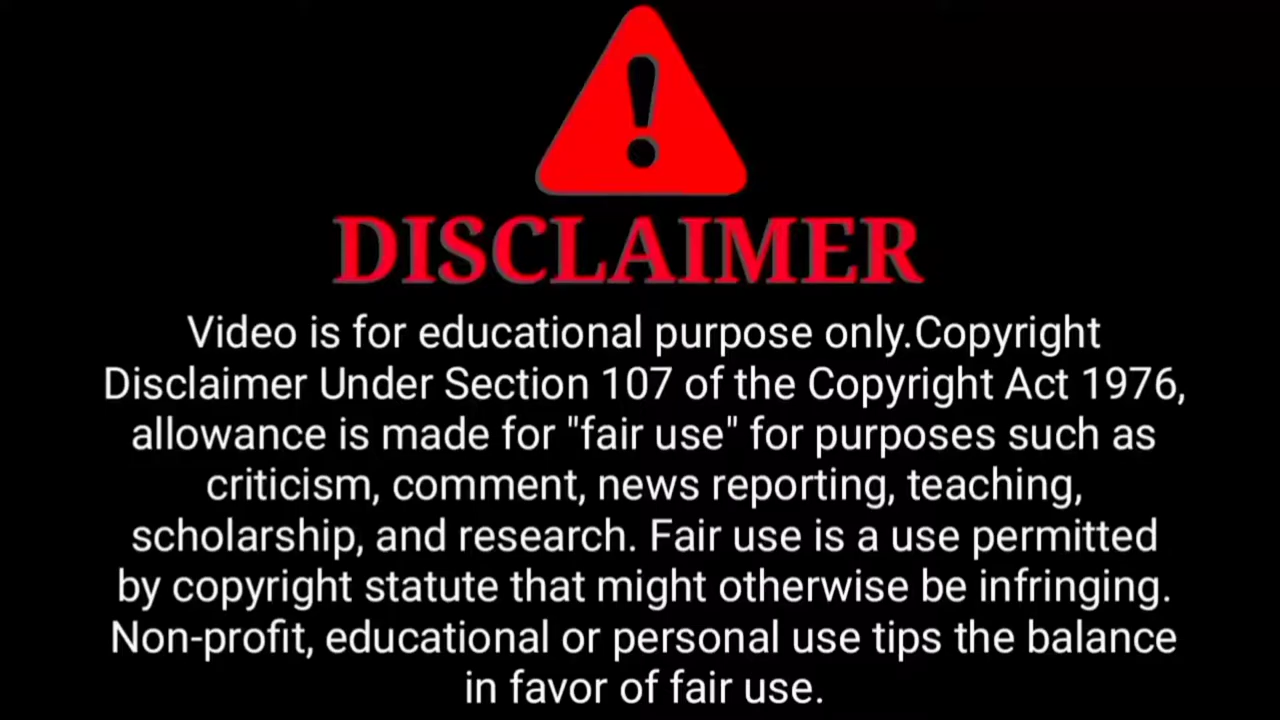 DISCLAIMER
Video is for educational purpose only.Copyright
Disclaimer Under Section 107 of the Copyright Act 1976,
allowance is made for "fair use" for purposes such as
criticism, comment, news reporting, teaching,
scholarship, and research. Fair use is a use permitted
by copyright statute that might otherwise be infringing.
Non-profit, educational or personal use tips the balance
in favor of fair use.